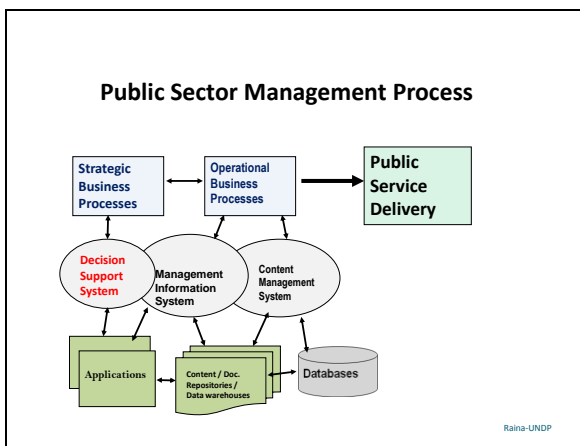 Public Sector Management Process
Strategic
Business
Processes
Operational
Business
Processes
Public
Service
Delivery
Decision
Support
System
Management
Information
System
Content
Management
System
Applications
Content / Doc.
Repositories /
Data warehouses
Databases
Raina-UNDP